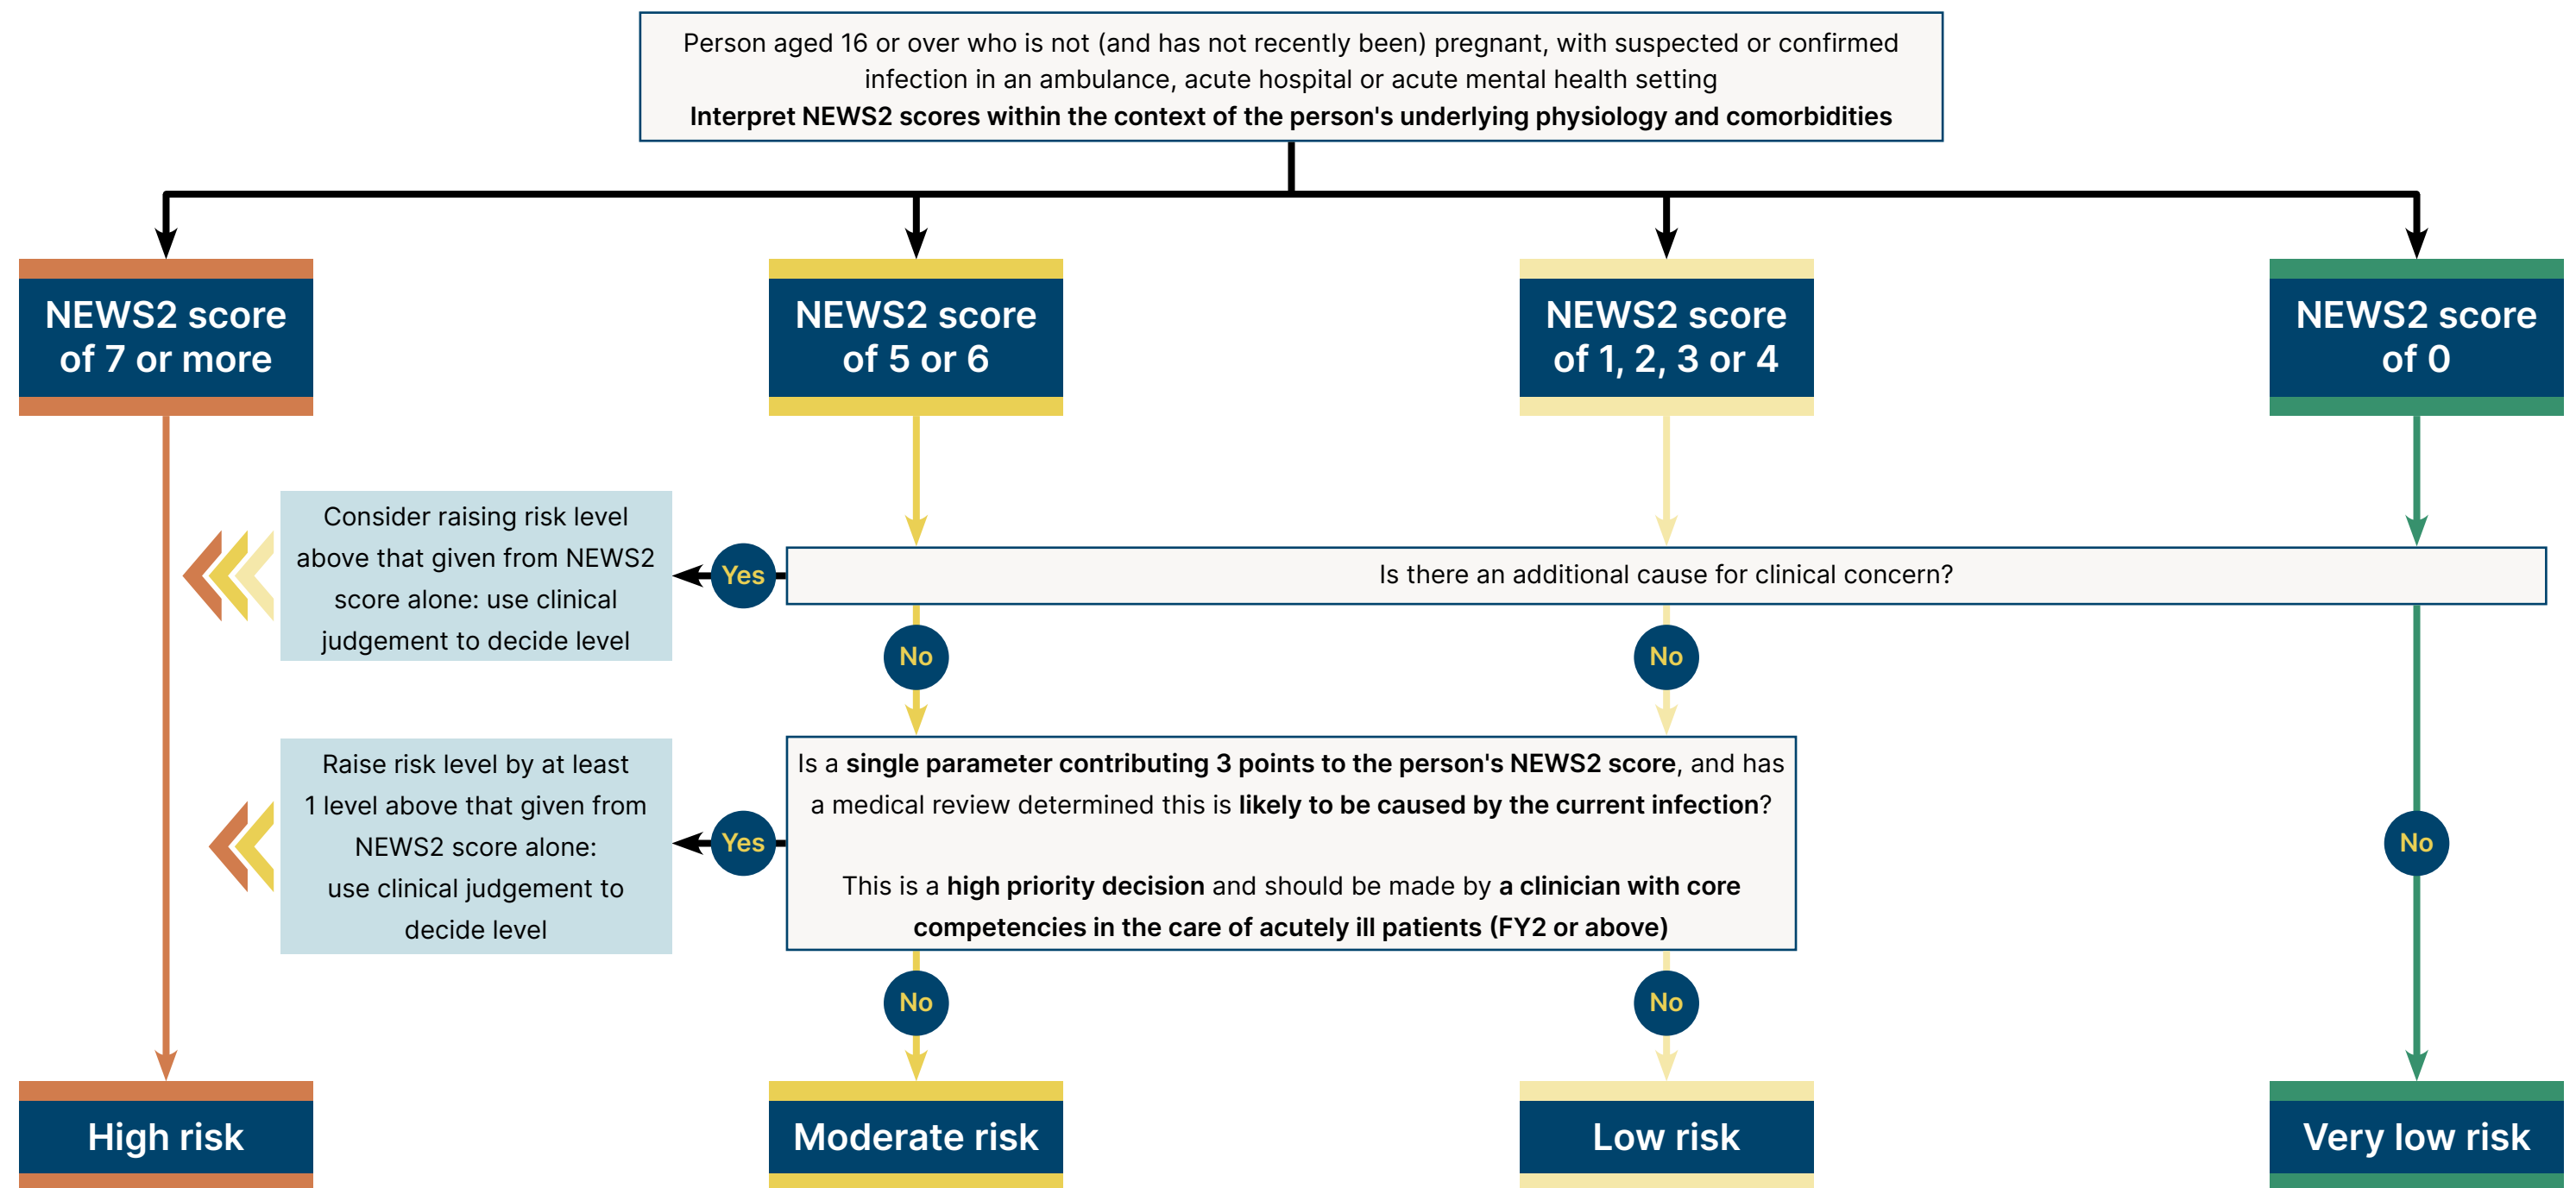 Person aged 16 or over who is not (and has not recently been) pregnant, with suspected or confirmed
infection in an ambulance, acute hospital or acute mental health setting
Interpret NEWS2 scores within the context of the person's underlying physiology and comorbidities
NEWS2 score
of 7 or more
NEWS2 score
of 5 or 6
NEWS2 score
of 1, 2, 3 or 4
NEWS2 score
of 0
Consider raising risk level
above that given from NEWS2
score alone: use clinical
judgement to decide level
Yes
Is there an additional cause for clinical concern?
No
No
Raise risk level by at least
1 level above that given from
NEWS2 score alone:
use clinical judgement to
decide level
Yes
Is a single parameter contributing 3 points to the person's NEWS2 score, and has
a medical review determined this is likely to be caused by the current infection?
This is a high priority decision and should be made by a clinician with core
competencies in the care of acutely ill patients (FY2 or above)
No
No
No
High risk
Moderate risk
Low risk
Very low risk